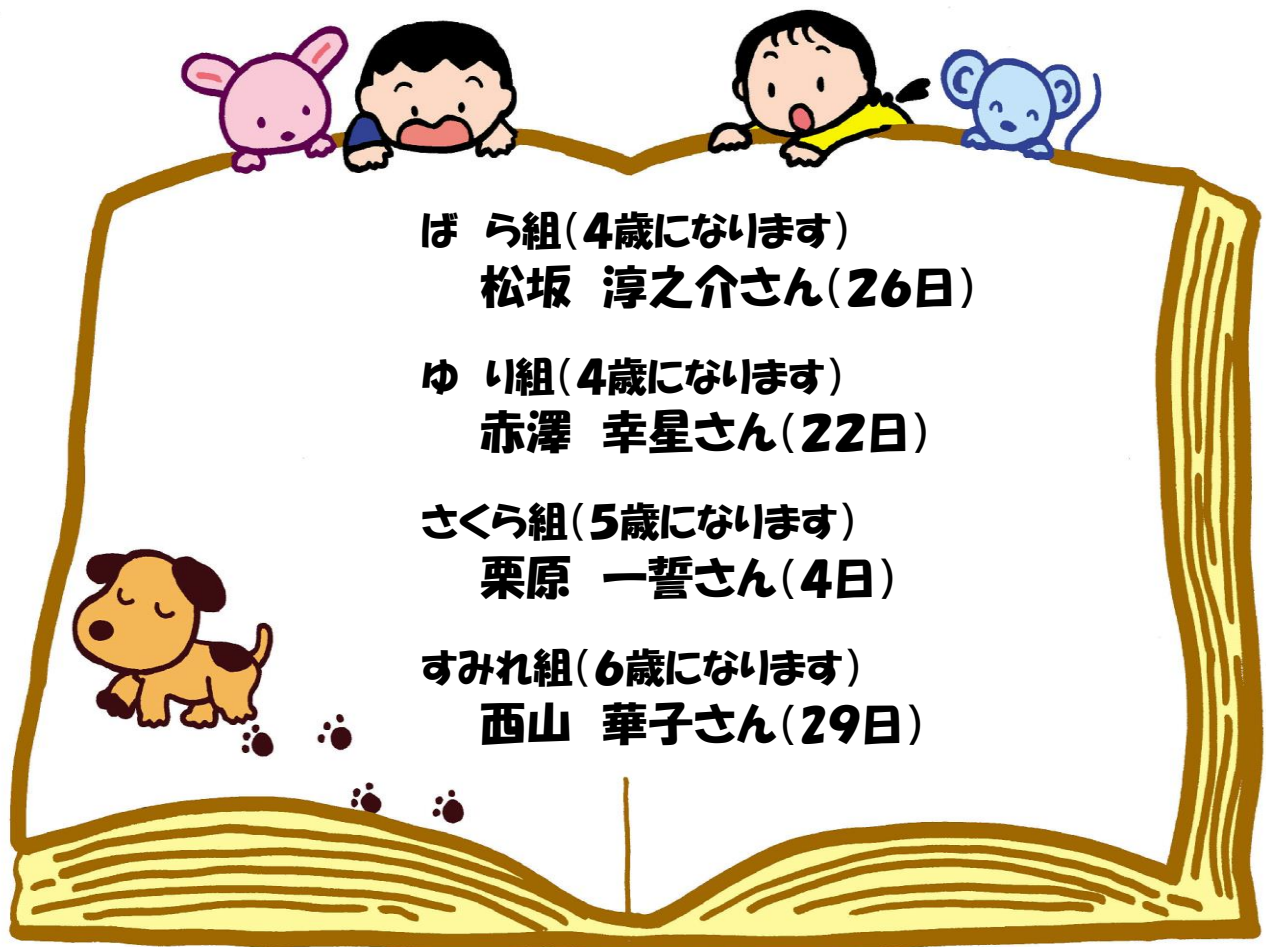 ば　ら組（4歳になります）
松坂　淳之介さん（26日）
ゆ　り組（4歳になります）
赤澤　幸星さん（22日）
さくら組（5歳になります）
栗原　一誓さん（4日）
すみれ組（6歳になります）
西山　華子さん（29日）